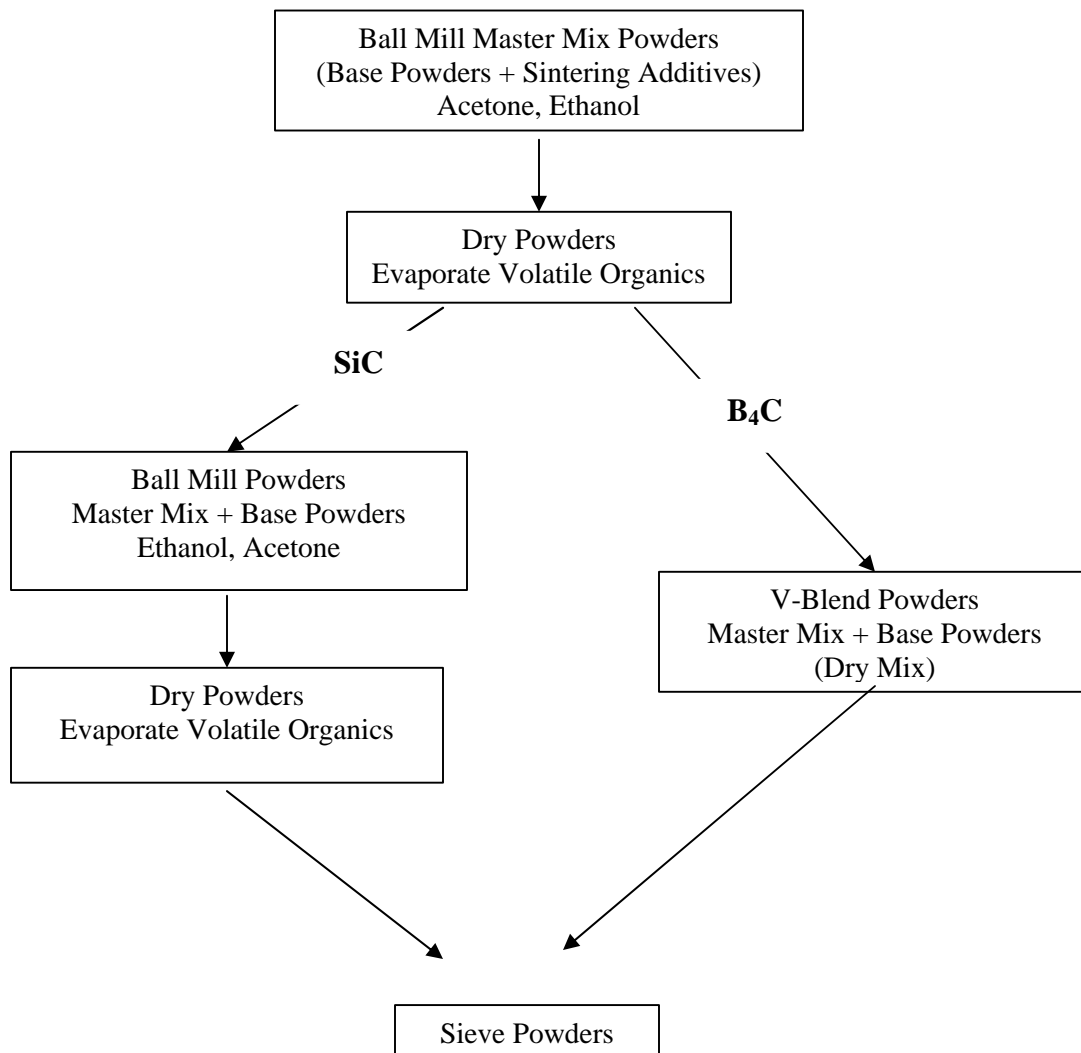 Ball Mill Master Mix Powders
(Base Powders + Sintering Additives)
Acetone, Ethanol
Dry Powders
Evaporate Volatile Organics
SiC
B₄C
Ball Mill Powders
Master Mix + Base Powders
Ethanol, Acetone
V-Blend Powders
Master Mix + Base Powders
(Dry Mix)
Dry Powders
Evaporate Volatile Organics
Sieve Powders